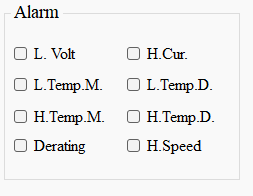 Alarm
L. Volt H.Cur.
L.Temp.M. L.Temp.D.
H.Temp.M. H.Temp.D.
Derating H.Speed